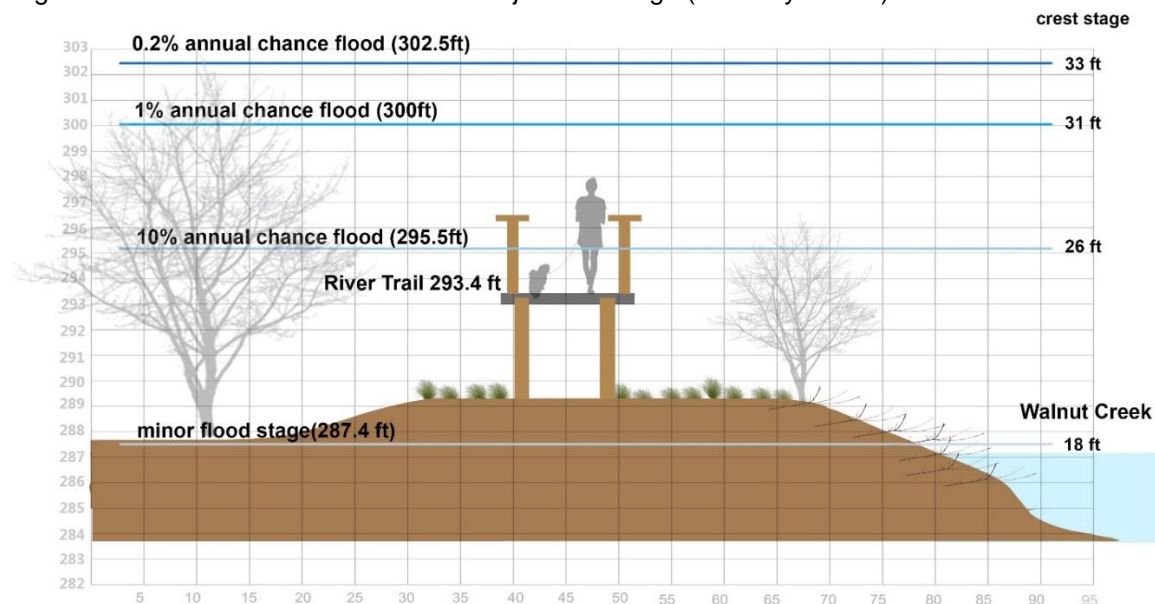 crest stage
303
0.2% annual chance flood (302.5ft)
302
33 ft
301
1% annual chance flood (300ft)
300
31 ft
299
298
297
296
10% annual chance flood (295.5ft)
295
26 ft
294
River Trail 293.4 ft
293
292
291
290
289
Walnut Creek
288
minor flood stage(287.4 ft)
18 ft
287
286
285
284
283
282
5 10 15 20 25 30 35 40 45 50 55 60 65 70 75 80 85 90 95